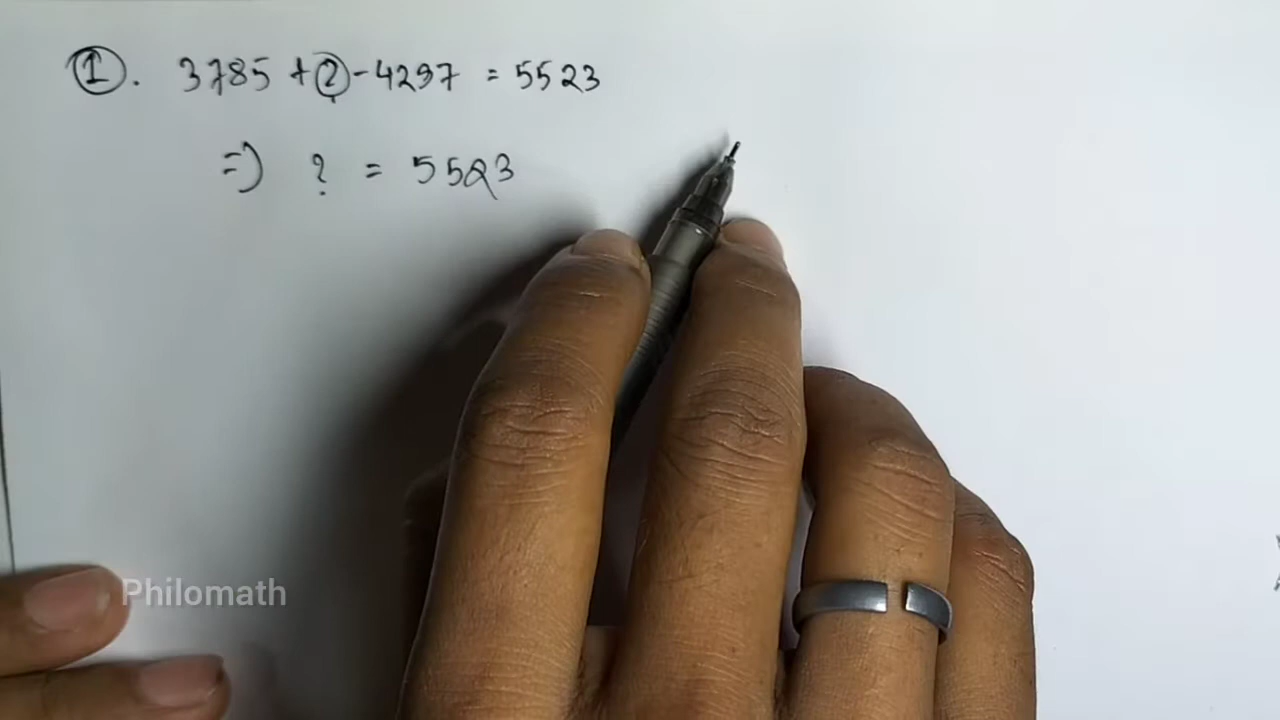 ①. 3785 + ? - 4297 = 5523
=) ? = 5523
Philomath